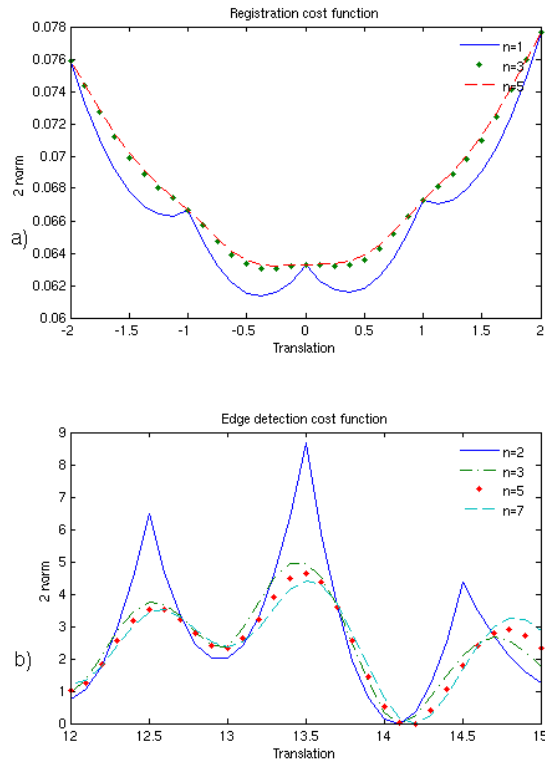 Registration cost function
0.078
0.076
0.074
0.072
0.07
0.068
0.066
0.064
0.062
0.06
2 norm
a)
n=1
n=3
n=5
-2 -1.5 -1 -0.5 0 0.5 1 1.5 2
Translation
Edge detection cost function
9
8
7
6
5
4
3
2
1
0
2 norm
b)
n=2
n=3
n=5
n=7
12 12.5 13 13.5 14 14.5 15
Translation